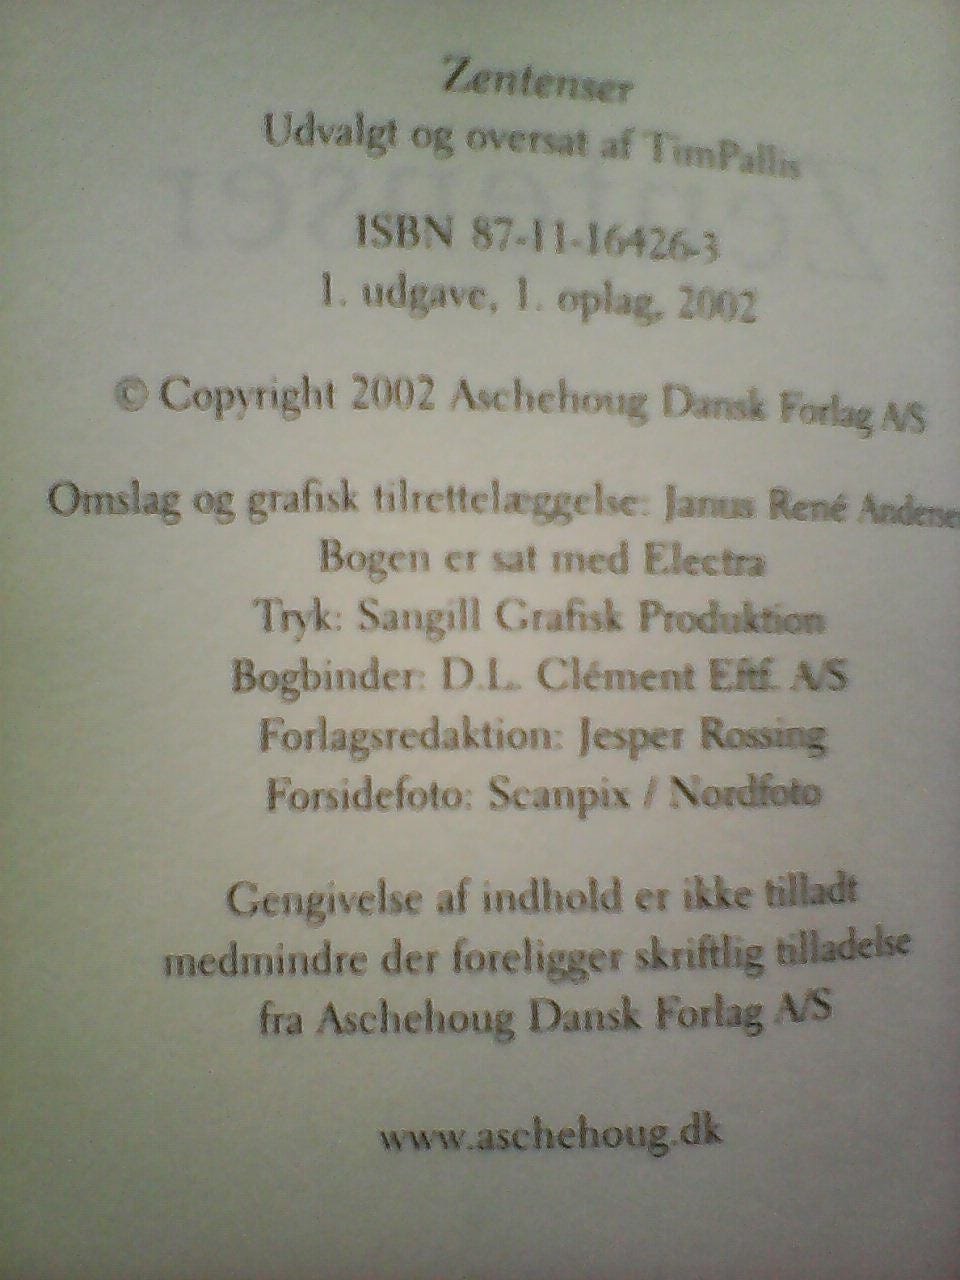 Zentenser
Udvalgt og oversat af TimPallis
ISBN 87-11-16426-3
1. udgave, 1. oplag, 2002
© Copyright 2002 Aschehoug Dansk Forlag A/S
Omslag og grafisk tilrettelæggelse: Janus René Andersen
Bogen er sat med Electra
Tryk: Sangill Grafisk Produktion
Bogbinder: D.L. Clément Eftf. A/S
Forlagsredaktion: Jesper Rossing
Forsidefoto: Scanpix / Nordfoto
Gengivelse af indhold er ikke tilladt
medmindre der foreligger skriftlig tilladelse
fra Aschehoug Dansk Forlag A/S
www.aschehoug.dk